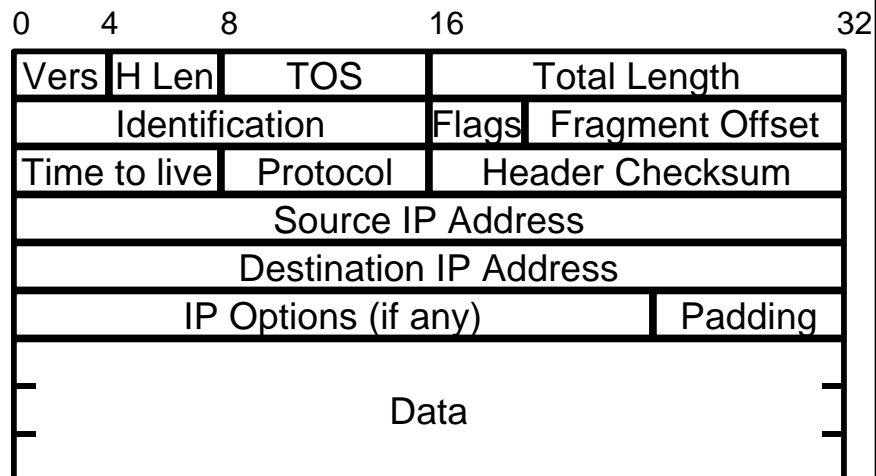 0 4 8 16 32
Vers H Len TOS Total Length
Identification Flags Fragment Offset
Time to live Protocol Header Checksum
Source IP Address
Destination IP Address
IP Options (if any) Padding
Data